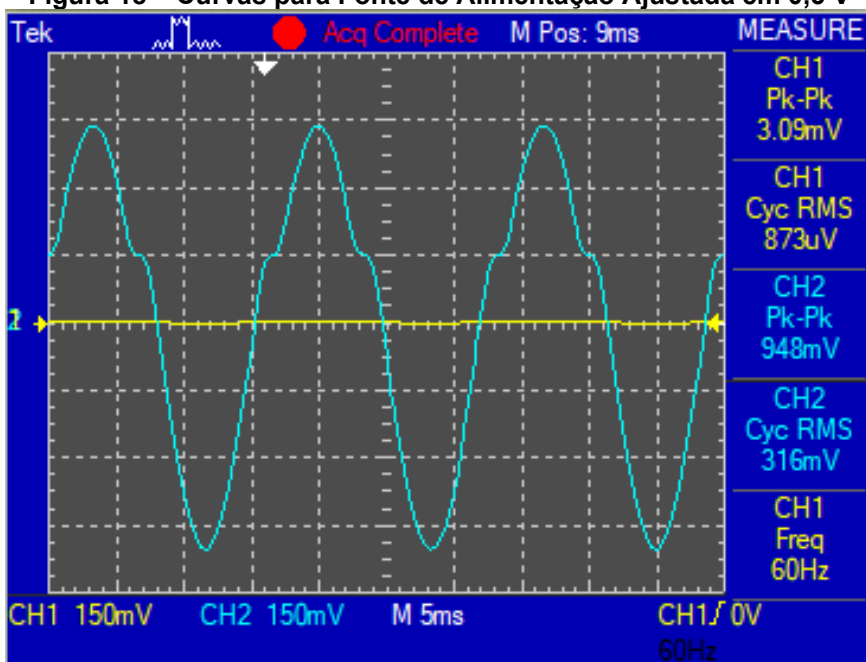 Figura 18 – Curvas para Fonte de Alimentação Ajustada em 0,5 V
Tek Acq Complete M Pos: 9ms MEASURE
CH1
Pk-Pk
3.09mV
CH1
Cyc RMS
873uV
CH2
Pk-Pk
948mV
CH2
Cyc RMS
316mV
CH1
Freq
60Hz
2
CH1 150mV CH2 150mV M 5ms CH1 0V
60Hz